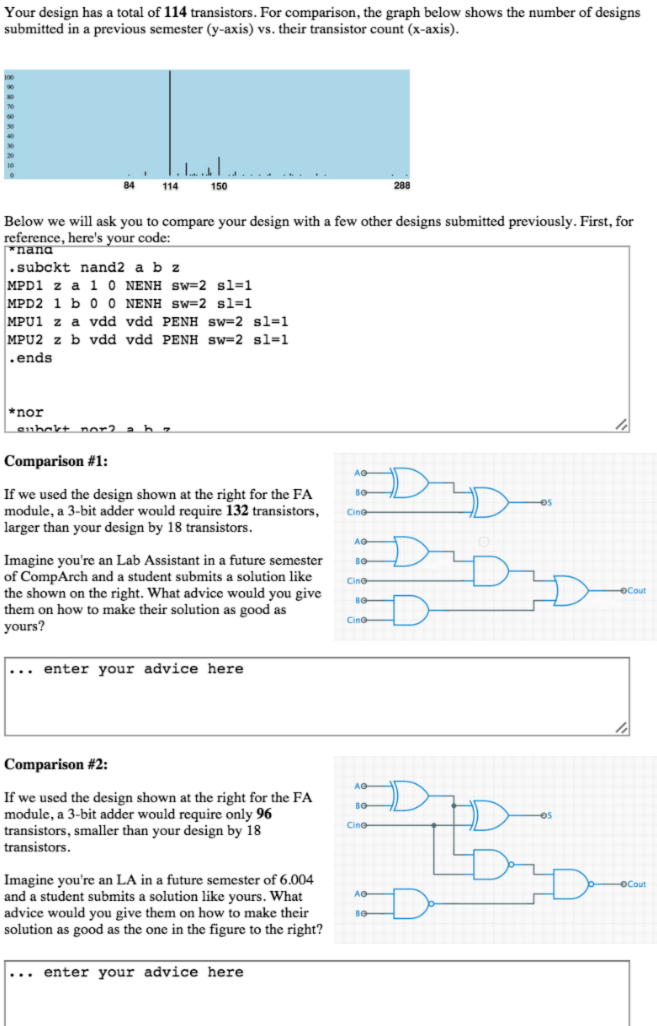 Your design has a total of 114 transistors. For comparison, the graph below shows the number of designs
submitted in a previous semester (y-axis) vs. their transistor count (x-axis).
100
90
80
70
60
50
40
30
20
10
0
84 114 150 288
Below we will ask you to compare your design with a few other designs submitted previously. First, for
reference, here's your code:
*nand
.subckt nand2 a b z
MPD1 z a 1 0 NENH sw=2 sl=1
MPD2 1 b 0 0 NENH sw=2 sl=1
MPU1 z a vdd vdd PENH sw=2 sl=1
MPU2 z b vdd vdd PENH sw=2 sl=1
.ends
*nor
.subckt nor2 a b z
Comparison #1:
If we used the design shown at the right for the FA
module, a 3-bit adder would require 132 transistors,
larger than your design by 18 transistors.
Imagine you're an Lab Assistant in a future semester
of CompArch and a student submits a solution like
the shown on the right. What advice would you give
them on how to make their solution as good as
yours?
A
B
Cin
S
A
B
Cin
B
Cin
Cout
... enter your advice here
Comparison #2:
If we used the design shown at the right for the FA
module, a 3-bit adder would require only 96
transistors, smaller than your design by 18
transistors.
Imagine you're an LA in a future semester of 6.004
and a student submits a solution like yours. What
advice would you give them on how to make their
solution as good as the one in the figure to the right?
A
B
Cin
S
A
B
Cout
... enter your advice here